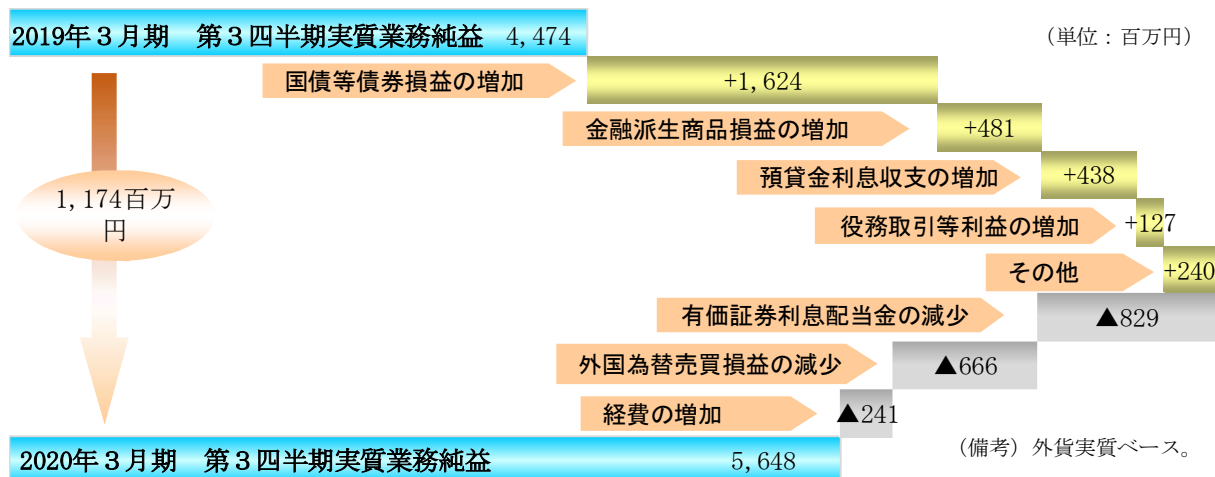 2019年３月期　第３四半期実質業務純益 4,474
（単位：百万円）
国債等債券損益の増加
+1,624
金融派生商品損益の増加
+481
預貸金利息収支の増加
+438
役務取引等利益の増加
+127
その他
+240
有価証券利息配当金の減少
▲829
外国為替売買損益の減少
▲666
経費の増加
▲241
1,174百万
円
2020年３月期　第３四半期実質業務純益 5,648
（備考）外貨実質ベース。